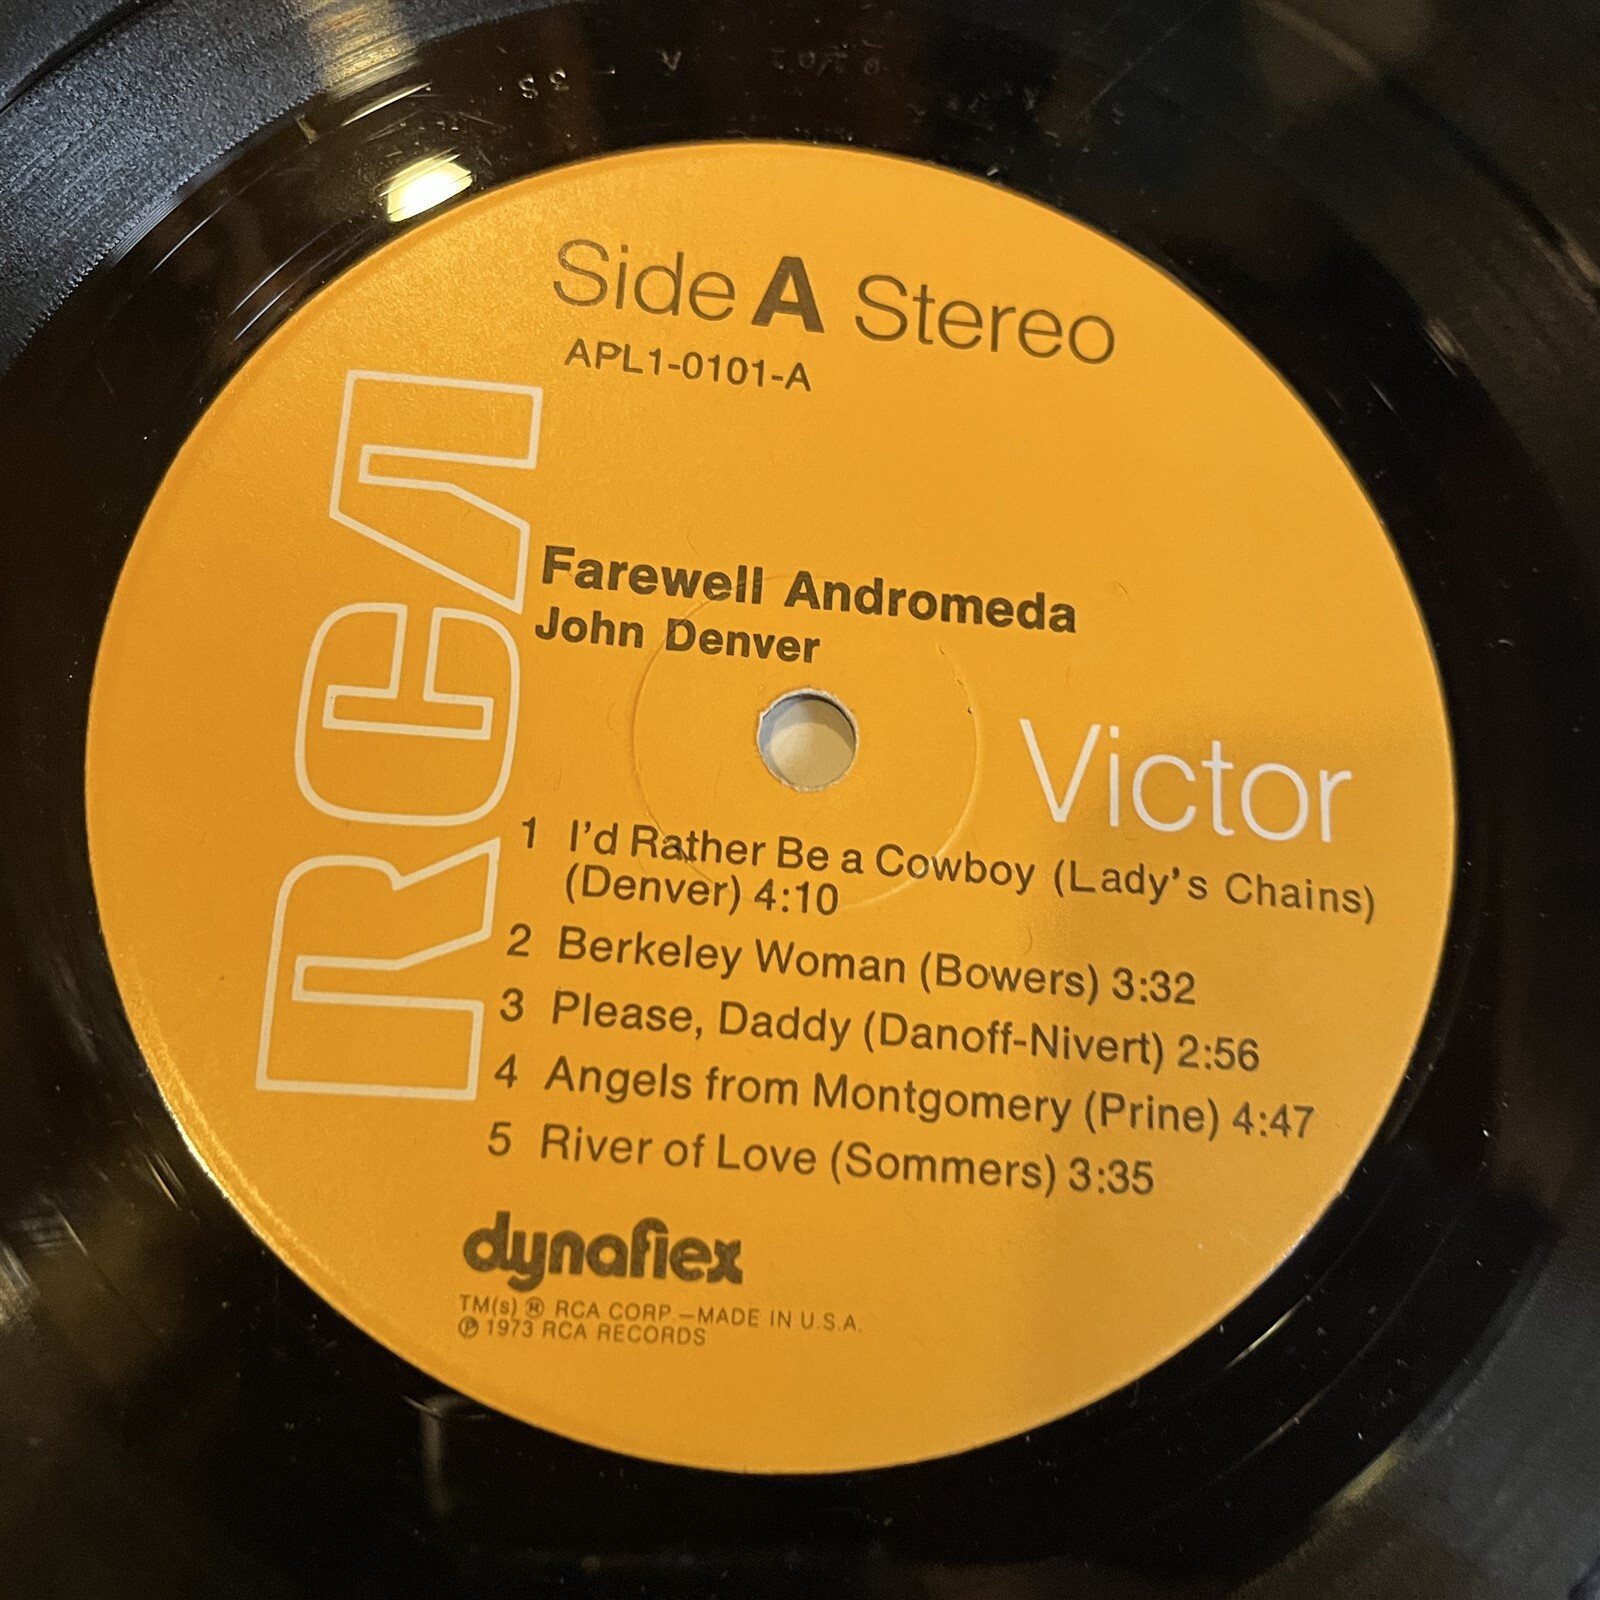 Side A Stereo
APL1-0101-A
RCA
Farewell Andromeda
John Denver
Victor
1 I'd Rather Be a Cowboy (Lady's Chains)
(Denver) 4:10
2 Berkeley Woman (Bowers) 3:32
3 Please, Daddy (Danoff-Nivert) 2:56
4 Angels from Montgomery (Prine) 4:47
5 River of Love (Sommers) 3:35
dynaflex
TM(s) ® RCA CORP.—MADE IN U.S.A.
℗ 1973 RCA RECORDS